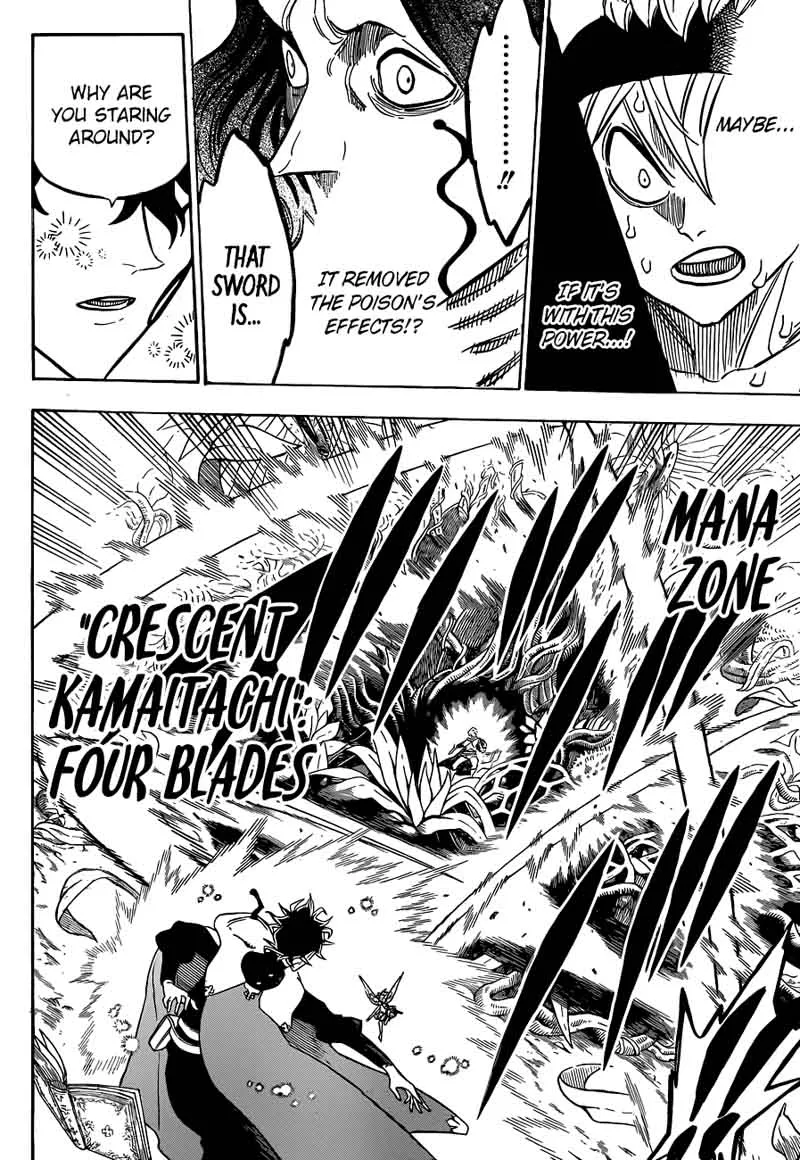 MAYBE...
IF IT'S
WITH THIS
POWER...!
........!!
IT REMOVED
THE POISON'S
EFFECTS!?
THAT
SWORD
IS...
WHY ARE
YOU STARING
AROUND?
MANA
ZONE
"CRESCENT
KAMAITACHI":
FOUR BLADES